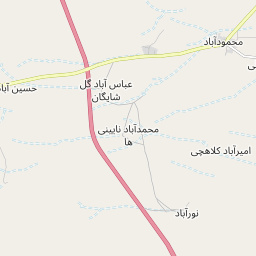 محمودآباد
عباس آباد گل
شایگان
حسین آباد
محمدآباد نایینی
ها
امیرآباد کلاهچی
نورآباد